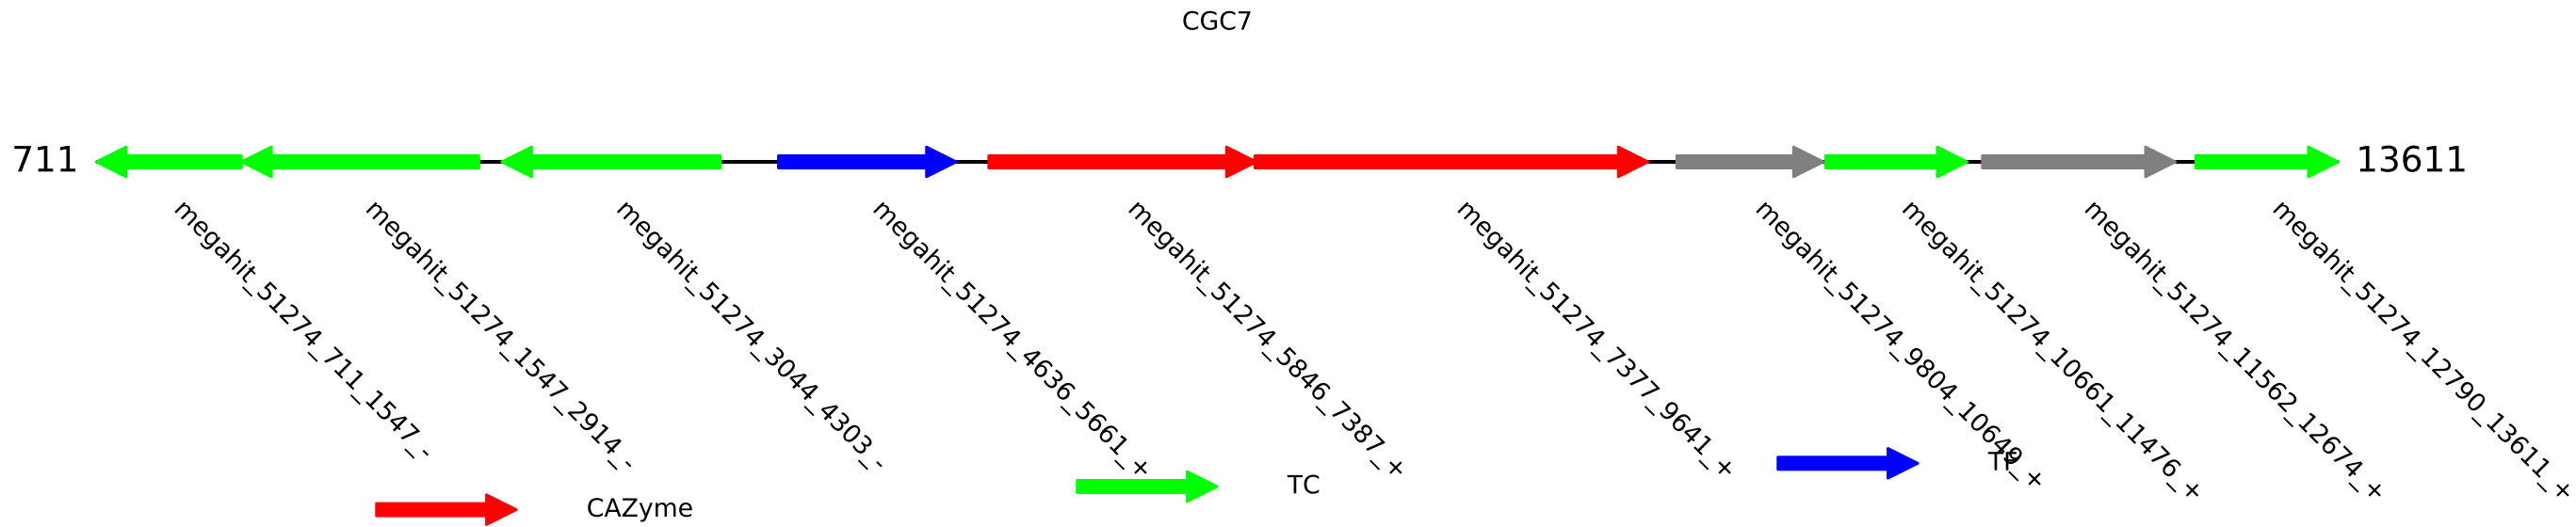 CGC7
711
13611
megahit_51274_711_1547_-
megahit_51274_1547_2914_-
megahit_51274_3044_4303_-
megahit_51274_4636_5661_+
megahit_51274_5846_7387_+
megahit_51274_7377_9641_+
megahit_51274_9804_10649_+
megahit_51274_10661_11476_+
megahit_51274_11562_12674_+
megahit_51274_12790_13611_+
CAZyme
TC
TF